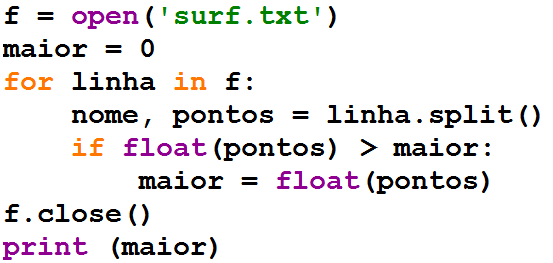 f = open('surf.txt')
maior = 0
for linha in f:
    nome, pontos = linha.split()
    if float(pontos) > maior:
        maior = float(pontos)
f.close()
print (maior)